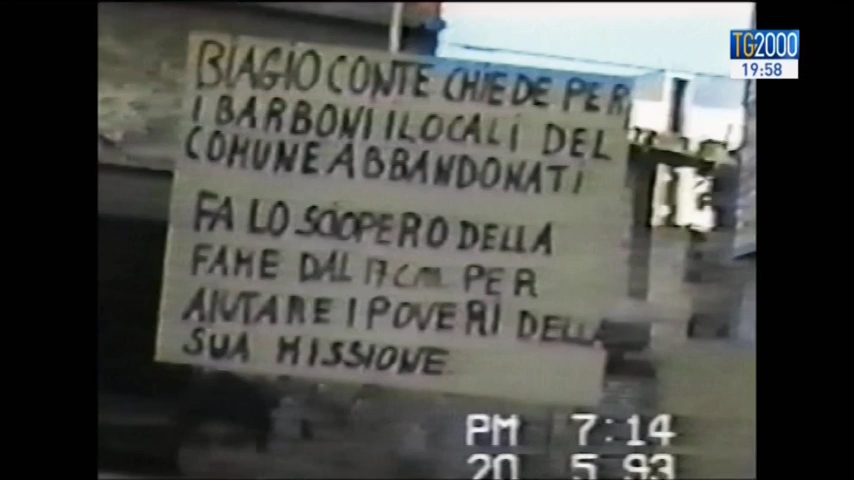 TG2000
19:58
BIAGIO CONTE CHIEDE PER
I BARBONI I LOCALI DEL
COMUNE ABBANDONATI
FA LO SCIOPERO DELLA
FAME DAL 17 C.M. PER
AIUTARE I POVERI DELLA
SUA MISSIONE
PM 7:14
20 5.93